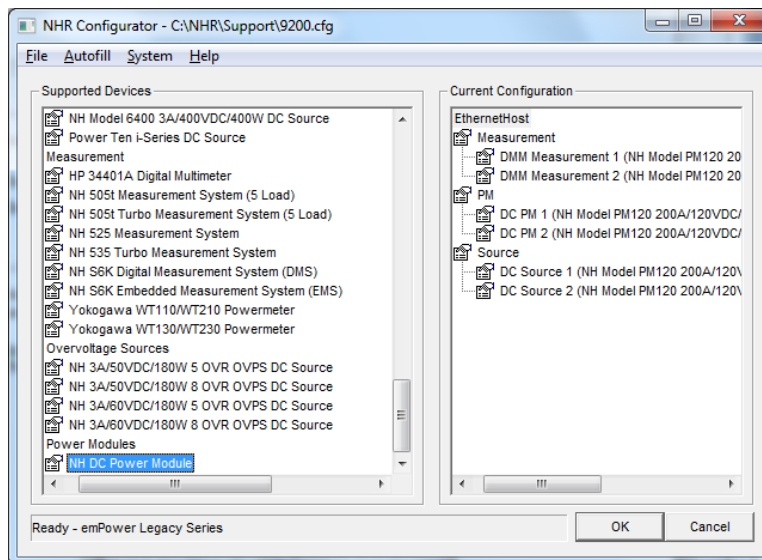 NHR Configurator - C:\NHR\Support\9200.cfg
File Autofill System Help
Supported Devices
NH Model 6400 3A/400VDC/400W DC Source
Power Ten i-Series DC Source
Measurement
HP 34401A Digital Multimeter
NH 505t Measurement System (5 Load)
NH 505t Turbo Measurement System (5 Load)
NH 525 Measurement System
NH 535 Turbo Measurement System
NH S6K Digital Measurement System (DMS)
NH S6K Embedded Measurement System (EMS)
Yokogawa WT110/WT210 Powermeter
Yokogawa WT130/WT230 Powermeter
Overvoltage Sources
NH 3A/50VDC/180W 5 OVR OVPS DC Source
NH 3A/50VDC/180W 8 OVR OVPS DC Source
NH 3A/60VDC/180W 5 OVR OVPS DC Source
NH 3A/60VDC/180W 8 OVR OVPS DC Source
Power Modules
NH DC Power Module
Current Configuration
EthernetHost
Measurement
DMM Measurement 1 (NH Model PM120 20
DMM Measurement 2 (NH Model PM120 20
PM
DC PM 1 (NH Model PM120 200A/120VDC/
DC PM 2 (NH Model PM120 200A/120VDC/
Source
DC Source 1 (NH Model PM120 200A/120V
DC Source 2 (NH Model PM120 200A/120V
Ready - emPower Legacy Series
OK
Cancel